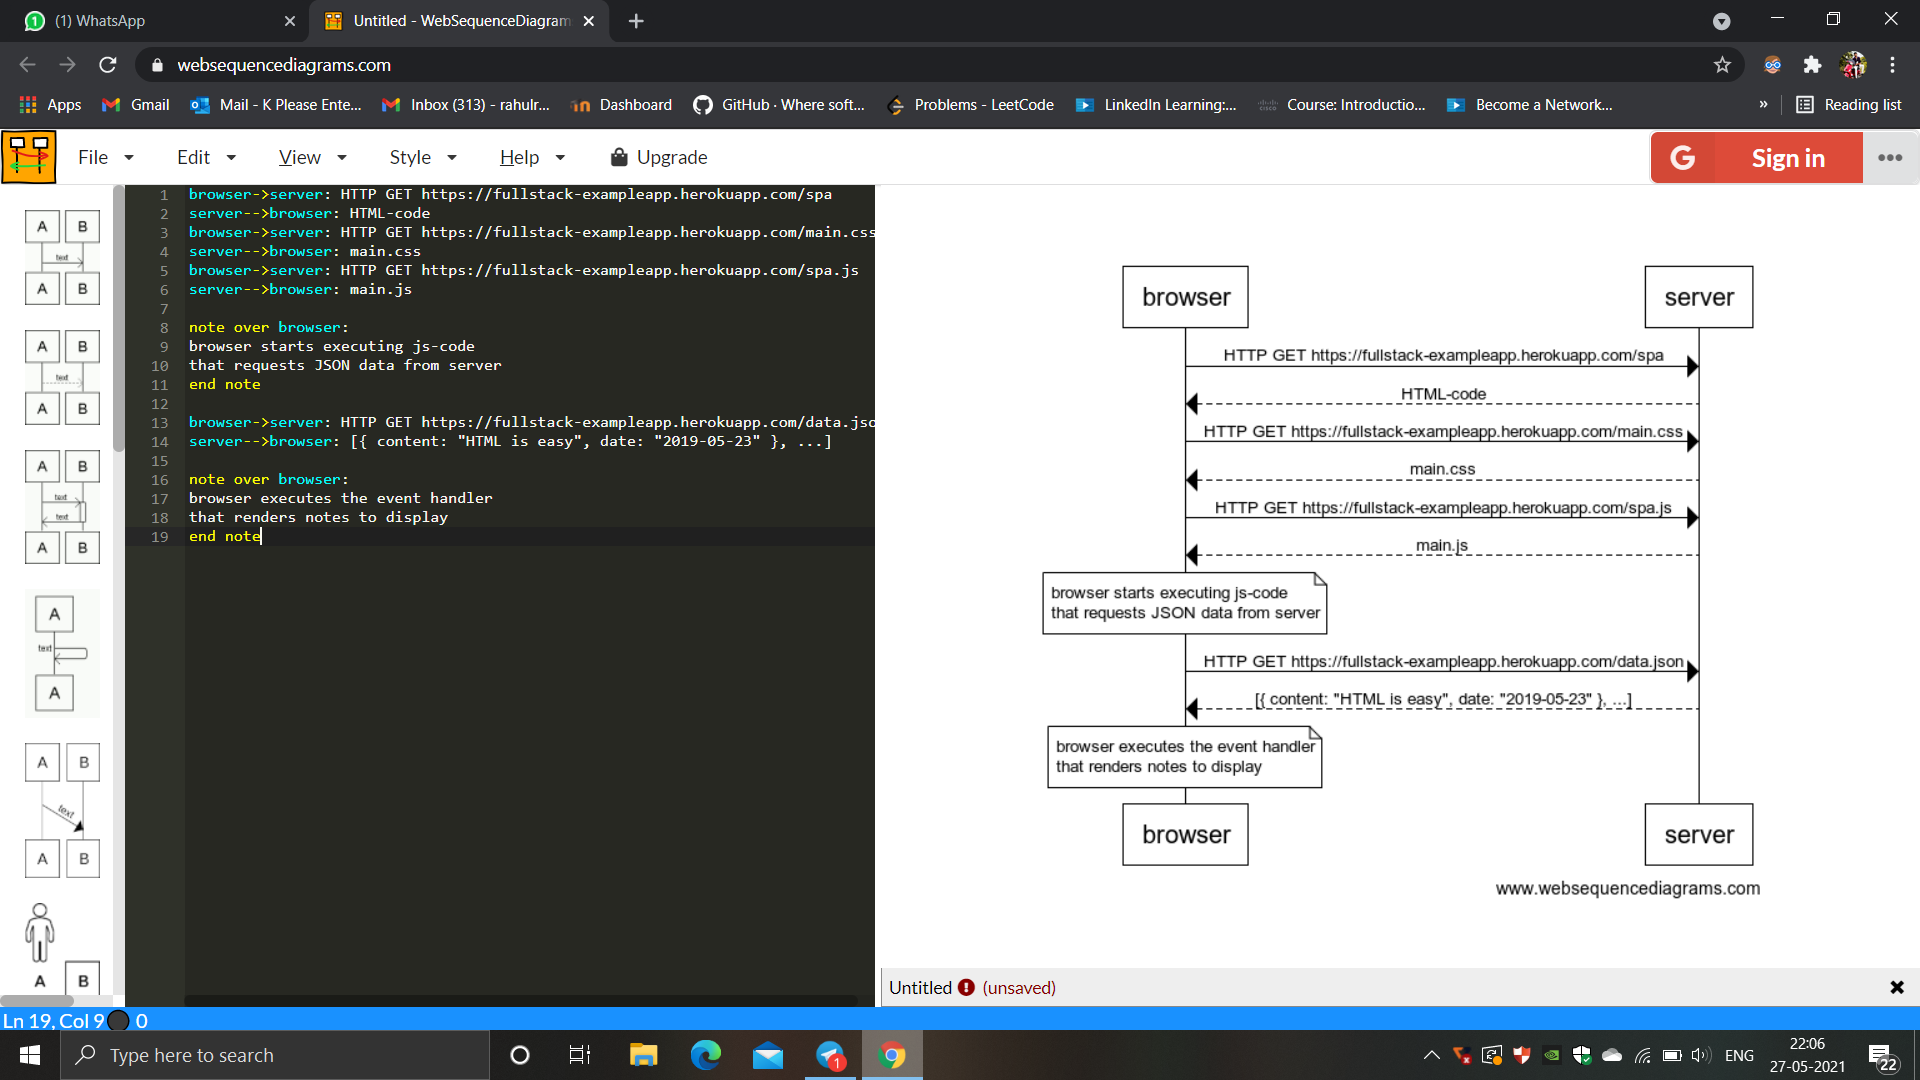 (1) WhatsApp
Untitled - WebSequenceDiagram
websequencediagrams.com
Apps
Gmail
Mail - K Please Ente...
Inbox (313) - rahulr...
Dashboard
GitHub · Where soft...
Problems - LeetCode
LinkedIn Learning:...
Course: Introductio...
Become a Network...
»
Reading list
File
Edit
View
Style
Help
Upgrade
G Sign in
1 browser->server: HTTP GET https://fullstack-exampleapp.herokuapp.com/spa
2 server-->browser: HTML-code
3 browser->server: HTTP GET https://fullstack-exampleapp.herokuapp.com/main.css
4 server-->browser: main.css
5 browser->server: HTTP GET https://fullstack-exampleapp.herokuapp.com/spa.js
6 server-->browser: main.js
7
8 note over browser:
9 browser starts executing js-code
10 that requests JSON data from server
11 end note
12
13 browser->server: HTTP GET https://fullstack-exampleapp.herokuapp.com/data.jso
14 server-->browser: [{ content: "HTML is easy", date: "2019-05-23" }, ...]
15
16 note over browser:
17 browser executes the event handler
18 that renders notes to display
19 end note
A B
text
A B
A B
text
A B
A B
text
text
A B
A
text
A
A B
text
A B
A B
browser server
HTTP GET https://fullstack-exampleapp.herokuapp.com/spa
HTML-code
HTTP GET https://fullstack-exampleapp.herokuapp.com/main.css
main.css
HTTP GET https://fullstack-exampleapp.herokuapp.com/spa.js
main.js
browser starts executing js-code
that requests JSON data from server
HTTP GET https://fullstack-exampleapp.herokuapp.com/data.json
[{ content: "HTML is easy", date: "2019-05-23" }, ...]
browser executes the event handler
that renders notes to display
browser server
www.websequencediagrams.com
Untitled (unsaved)
Ln 19, Col 9 0
Type here to search
1
ENG
22:06
27-05-2021
22